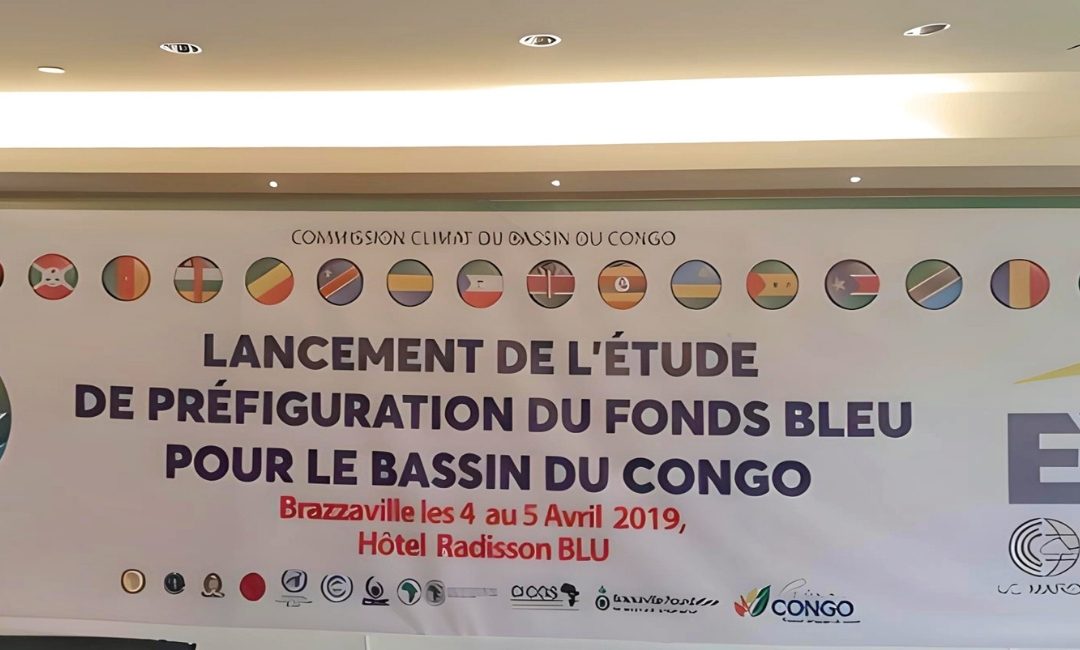 COMMISSION CLIMAT DU BASSIN DU CONGO
LANCEMENT DE L'ÉTUDE
DE PRÉFIGURATION DU FONDS BLEU
POUR LE BASSIN DU CONGO
Brazzaville les 4 au 5 Avril 2019,
Hôtel Radisson BLU
CONGO